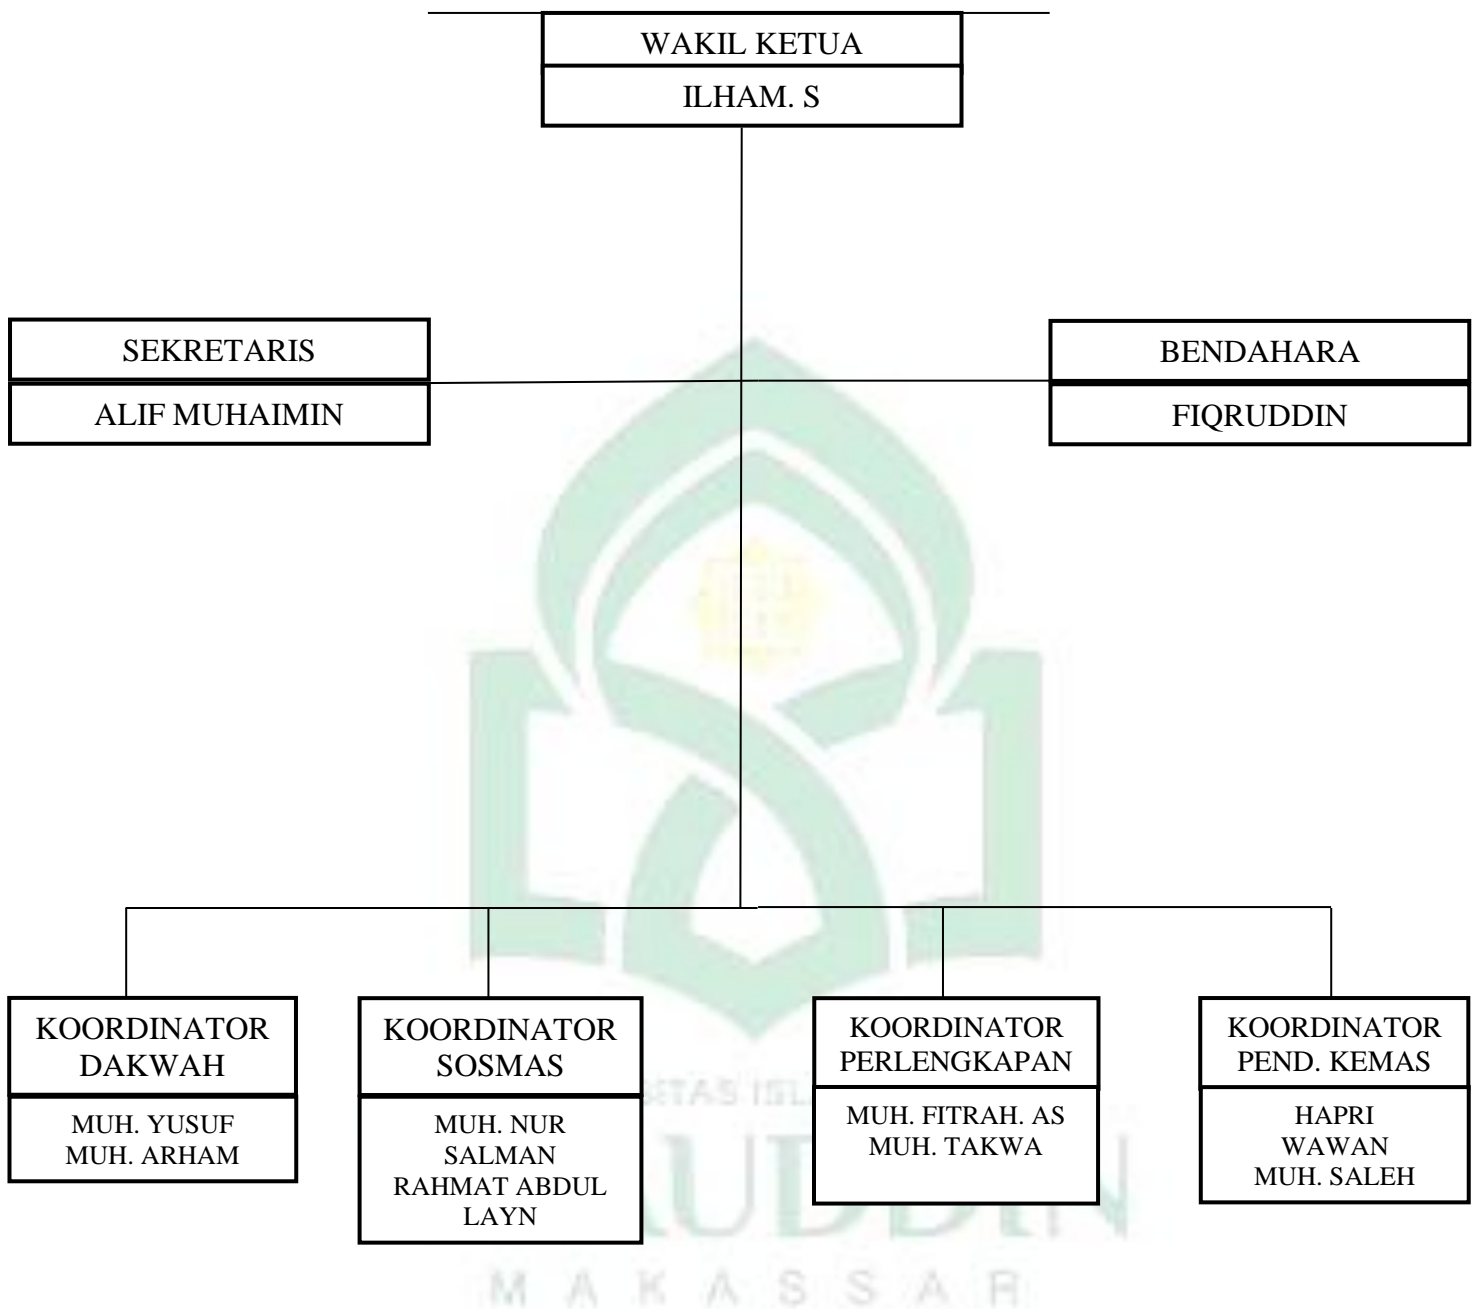 WAKIL KETUA
ILHAM. S
SEKRETARIS
ALIF MUHAIMIN
BENDAHARA
FIQRUDDIN
KOORDINATOR
DAKWAH
MUH. YUSUF
MUH. ARHAM
KOORDINATOR
SOSMAS
MUH. NUR
SALMAN
RAHMAT ABDUL
LAYN
KOORDINATOR
PERLENGKAPAN
MUH. FITRAH. AS
MUH. TAKWA
KOORDINATOR
PEND. KEMAS
HAPRI
WAWAN
MUH. SALEH
MAKASSAR